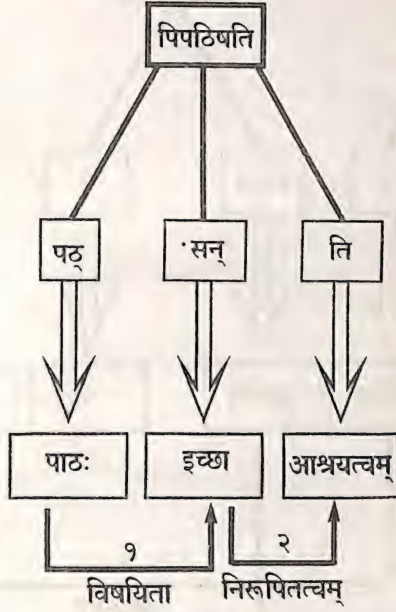 पिपठिषति
पठ् सन् ति
पाठः इच्छा आश्रयत्वम्
१ २
विषयिता निरूपितत्वम्